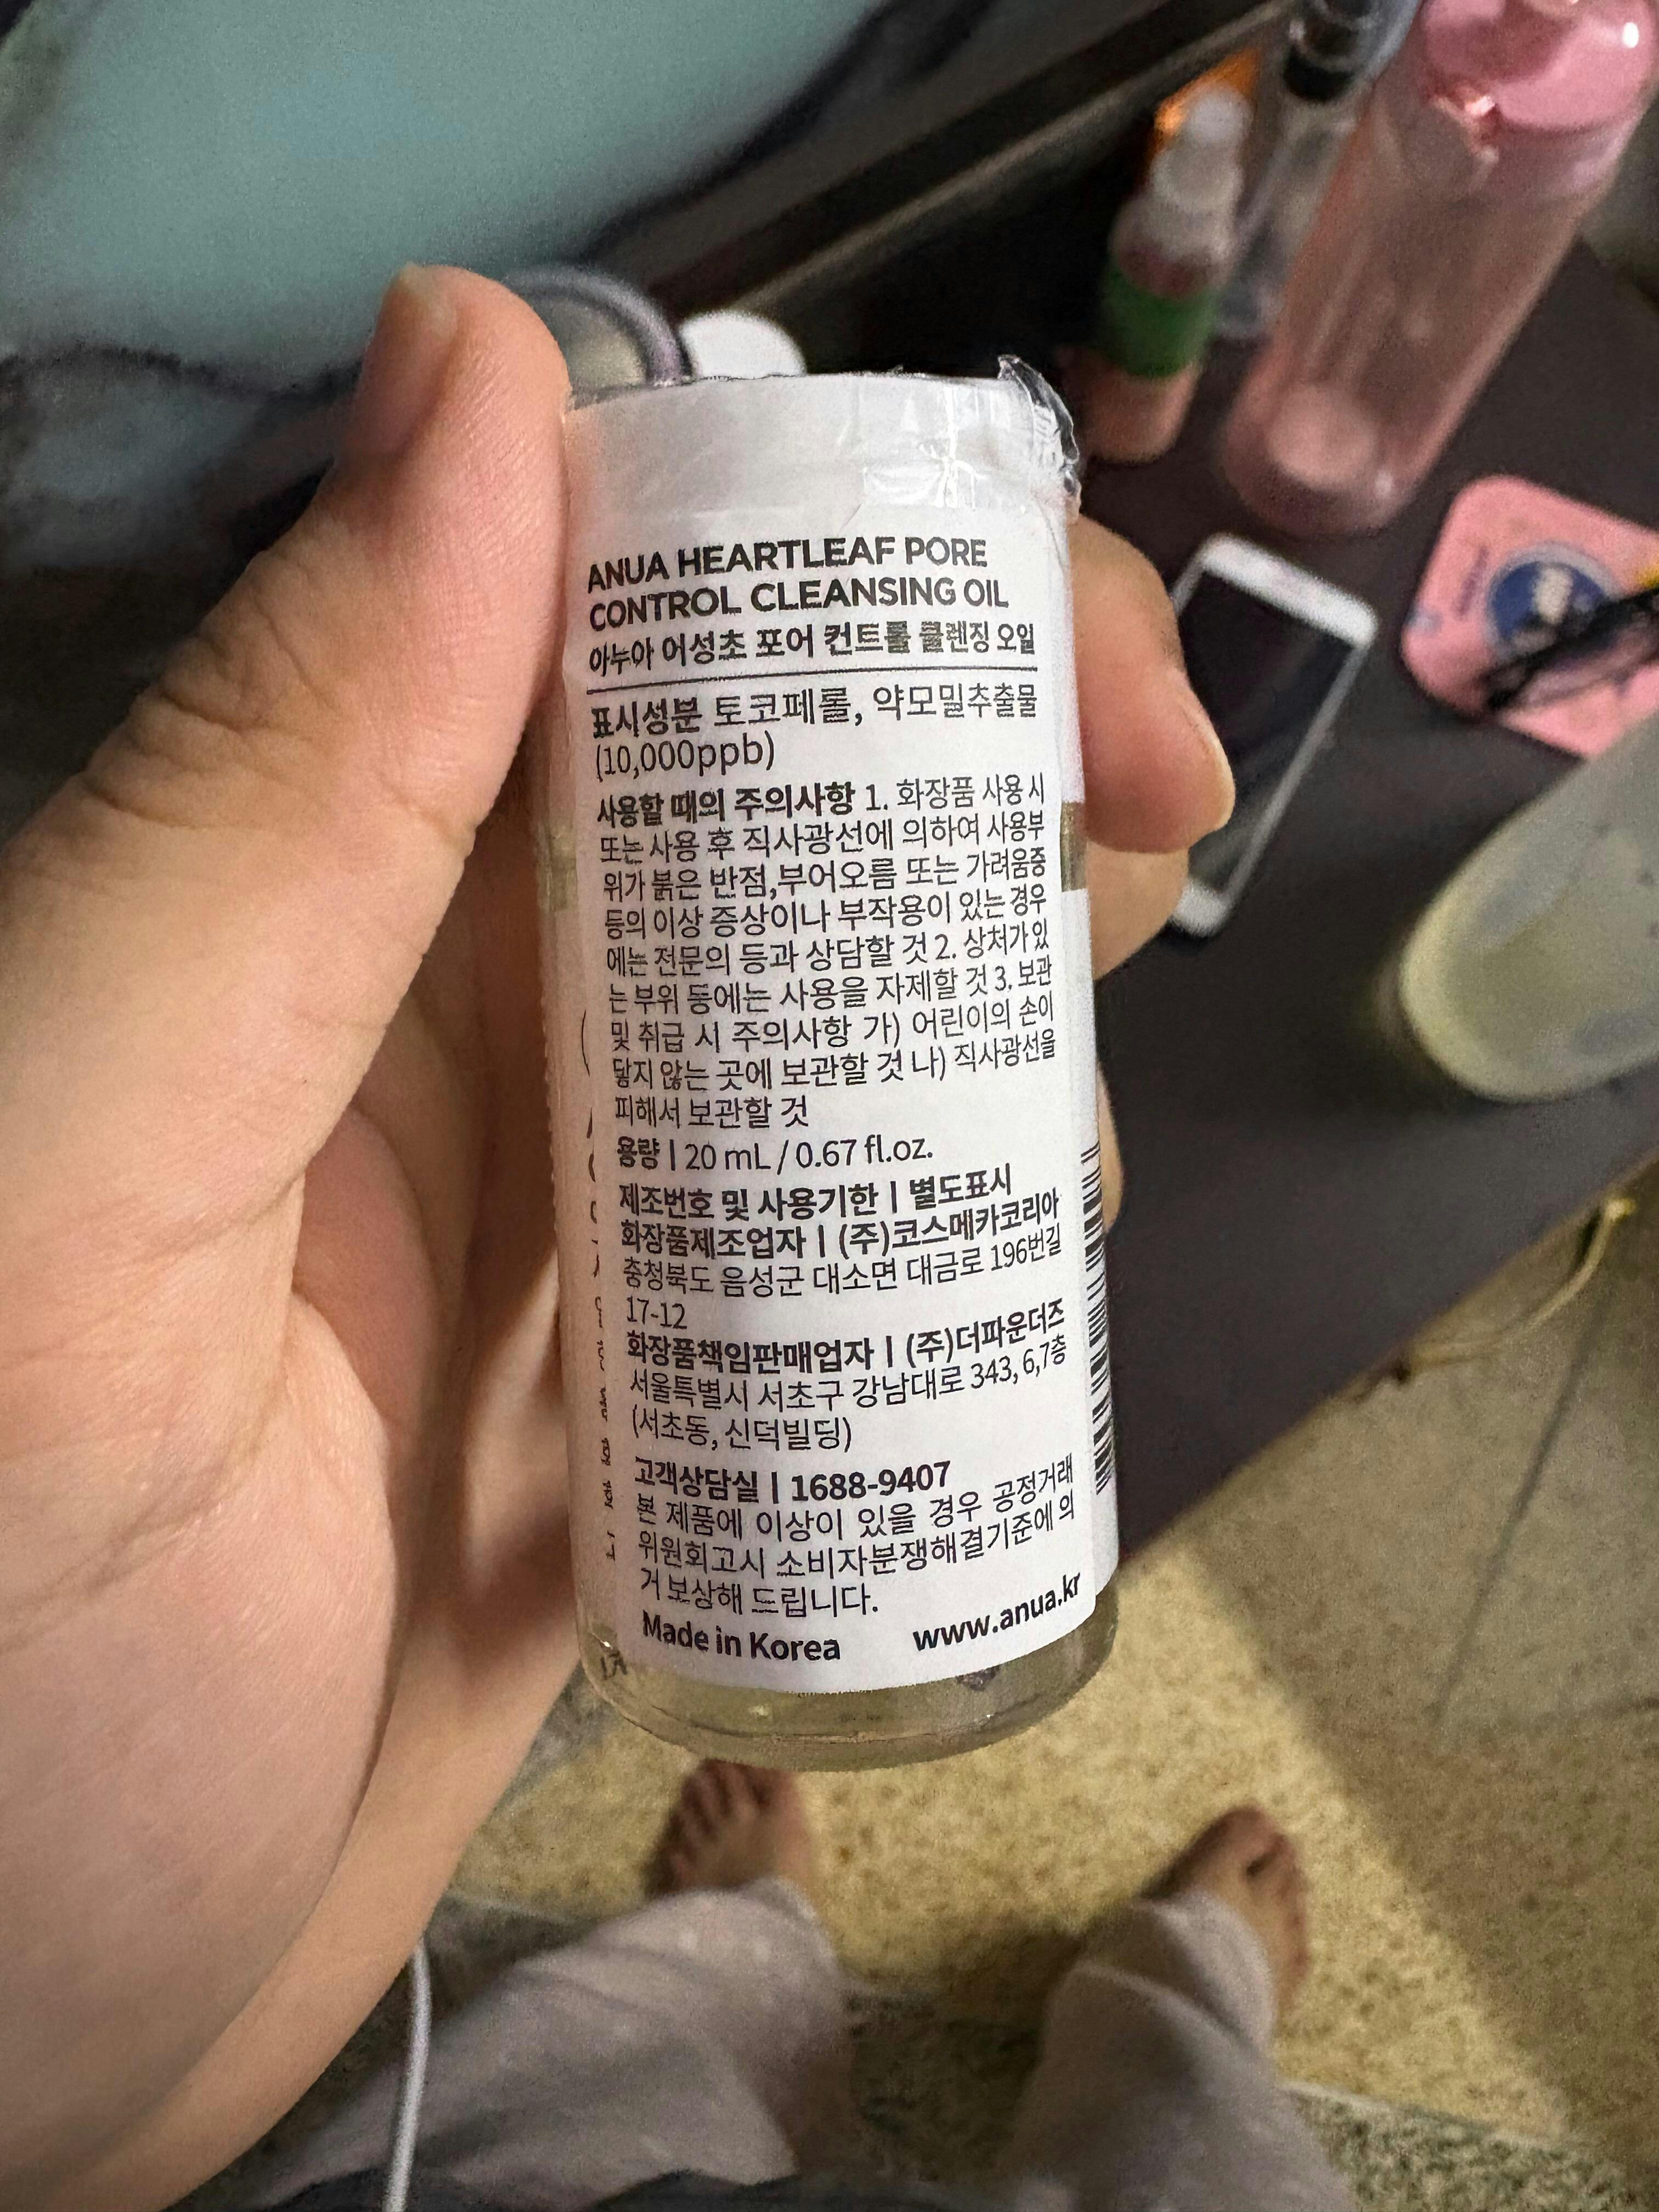 ANUA HEARTLEAF PORE
CONTROL CLEANSING OIL
아누아 어성초 포어 컨트롤 클렌징 오일
표시성분 토코페롤, 약모밀추출물
(10,000ppb)
사용할 때의 주의사항 1. 화장품 사용 시
또는 사용 후 직사광선에 의하여 사용부
위가 붉은 반점,부어오름 또는 가려움증
등의 이상 증상이나 부작용이 있는 경우
에는 전문의 등과 상담할 것 2. 상처가 있
는 부위 등에는 사용을 자제할 것 3. 보관
및 취급 시 주의사항 가) 어린이의 손이
닿지 않는 곳에 보관할 것 나) 직사광선을
피해서 보관할 것
용량 | 20 mL / 0.67 fl.oz.
제조번호 및 사용기한 | 별도표시
화장품제조업자 | (주)코스메카코리아
충청북도 음성군 대소면 대금로 196번길
17-12
화장품책임판매업자 | (주)더파운더즈
서울특별시 서초구 강남대로 343, 6,7층
(서초동, 신덕빌딩)
고객상담실 | 1688-9407
본 제품에 이상이 있을 경우 공정거래
위원회고시 소비자분쟁해결기준에 의
거 보상해 드립니다.
Made in Korea www.anua.kr